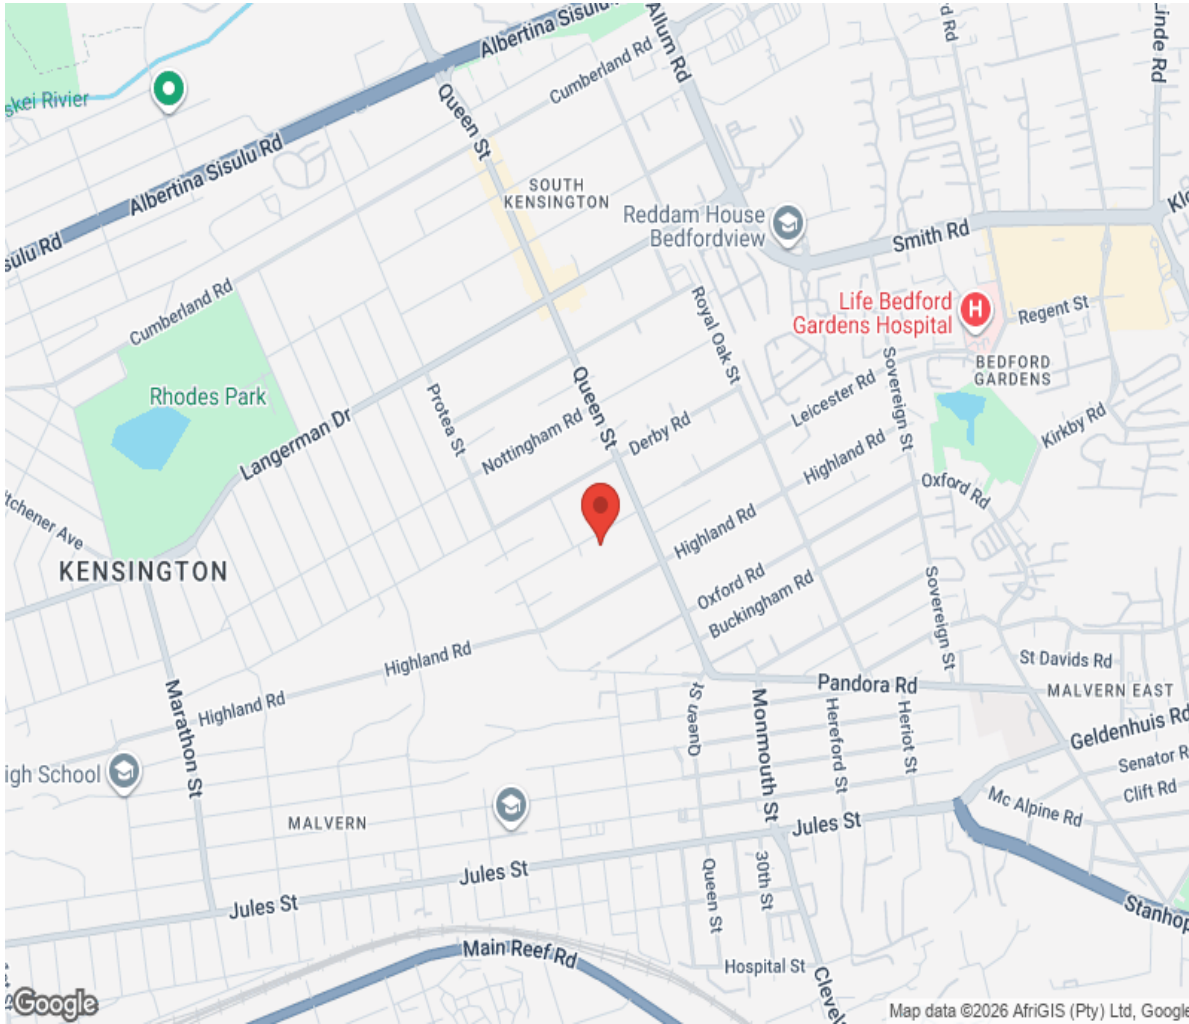 Albertina Sisulu
Allum Rd
d Rd
Linde Rd
Cumberland Rd
skei Rivier
Queen St
Albertina Sisulu Rd
SOUTH
KENSINGTON
Reddam House
Bedfordview
Smith Rd
Klo
sulu Rd
Cumberland Rd
Life Bedford
Gardens Hospital
Regent St
Royal Oak St
Sovereign St
BEDFORD
GARDENS
Rhodes Park
Protea St
Queen St
Leicester Rd
Langerman Dr
Nottingham Rd
Derby Rd
Highland Rd
Kirkby Rd
Oxford Rd
itchener Ave
Highland Rd
KENSINGTON
Oxford Rd
Buckingham Rd
Sovereign St
Highland Rd
St Davids Rd
Highland Rd
Marathon St
Queen St
Pandora Rd
MALVERN EAST
Monmouth St
Hereford St
Heriot St
Geldenhuis Rd
igh School
Senator R
Clift Rd
Mc Alpine Rd
MALVERN
Jules St
Jules St
Queen St
30th St
Jules St
Stanhop
Main Reef Rd
Hospital St
Clevel
Google
Map data ©2026 AfriGIS (Pty) Ltd, Google